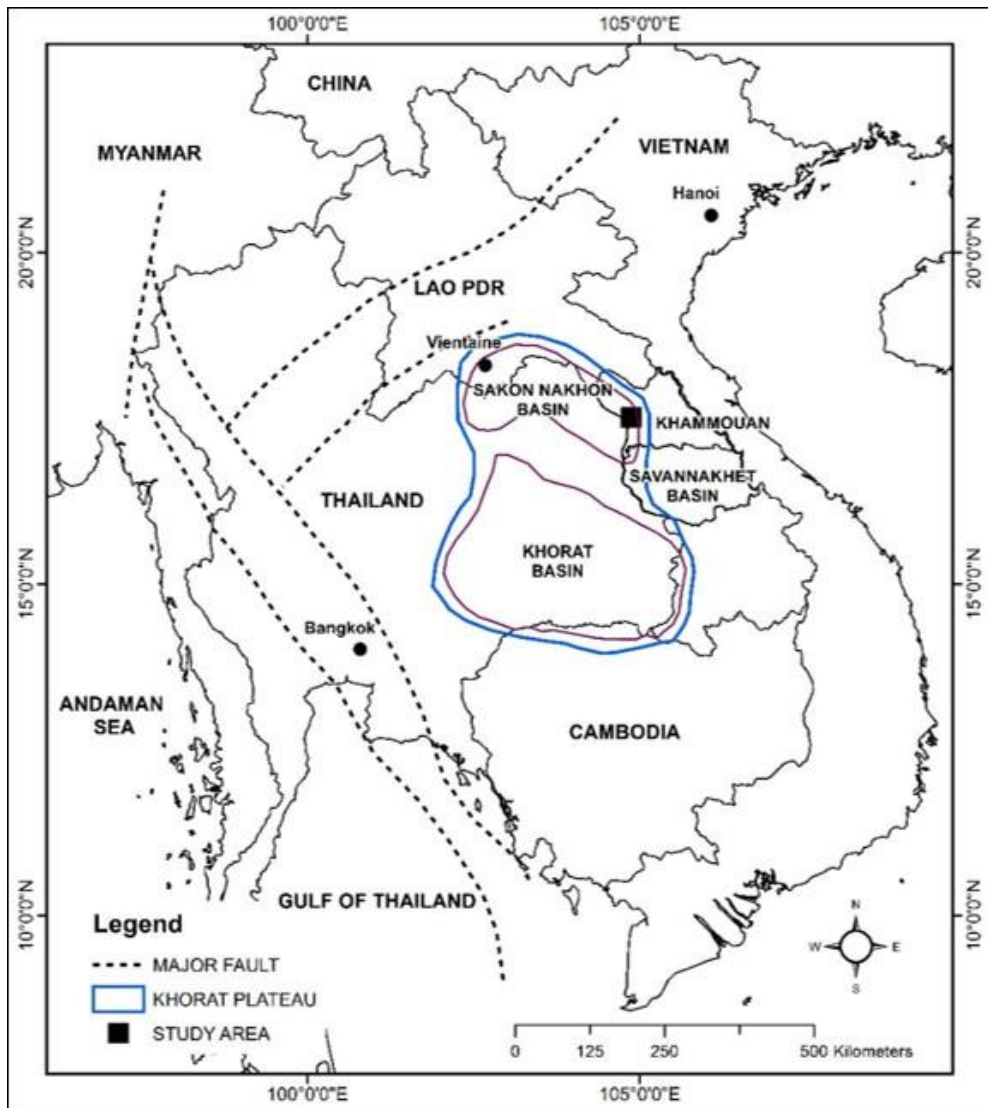 100°0'0"E
105°0'0"E
CHINA
MYANMAR
VIETNAM
Hanoi
20°0'0"N
20°0'0"N
LAO PDR
Vientaine
SAKON NAKHON
BASIN
KHAMMOUAN
SAVANNAKHET
BASIN
THAILAND
KHORAT
BASIN
15°0'0"N
15°0'0"N
Bangkok
ANDAMAN
SEA
CAMBODIA
GULF OF THAILAND
10°0'0"N
10°0'0"N
Legend
MAJOR FAULT
KHORAT PLATEAU
STUDY AREA
N
W
E
S
0 125 250 500 Kilometers
100°0'0"E
105°0'0"E